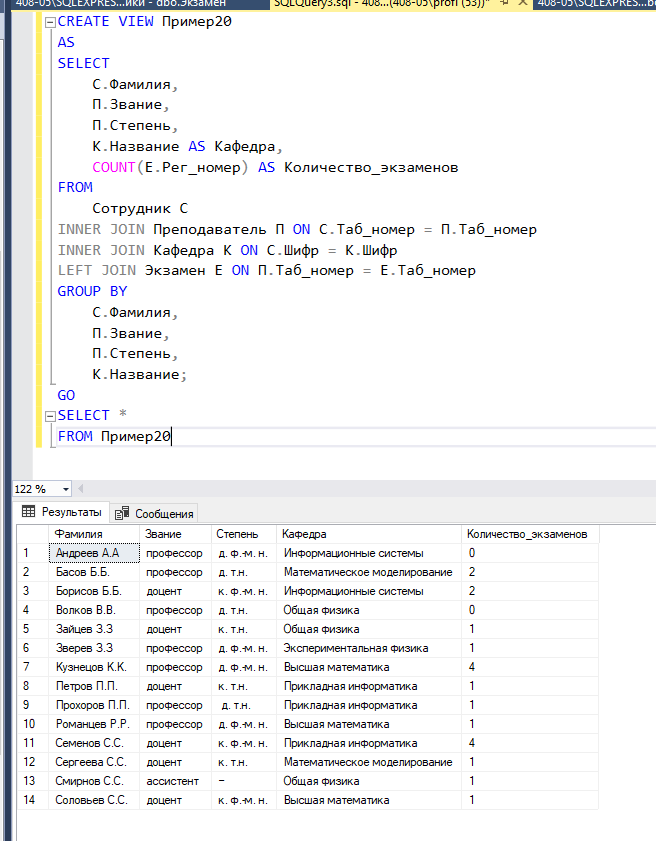 408-05\SQLEXPRES...ики - dbo.Экзамен SQLQuery3.sql - 408...(408-05\profi (53))* 408-05\SQLEXPRES...
CREATE VIEW Пример20
AS
SELECT
С.Фамилия,
П.Звание,
П.Степень,
К.Название AS Кафедра,
COUNT(Е.Рег_номер) AS Количество_экзаменов
FROM
Сотрудник С
INNER JOIN Преподаватель П ON С.Таб_номер = П.Таб_номер
INNER JOIN Кафедра К ON С.Шифр = К.Шифр
LEFT JOIN Экзамен Е ON П.Таб_номер = Е.Таб_номер
GROUP BY
С.Фамилия,
П.Звание,
П.Степень,
К.Название;
GO
SELECT *
FROM Пример20
122 %
Результаты Сообщения
Фамилия Звание Степень Кафедра Количество_экзаменов
1 Андреев А.А профессор д. ф.-м. н. Информационные системы 0
2 Басов Б.Б. профессор д. т.н. Математическое моделирование 2
3 Борисов Б.Б. доцент к. ф.-м. н. Информационные системы 2
4 Волков В.В. профессор д. т.н. Общая физика 0
5 Зайцев З.З доцент к. т.н. Общая физика 1
6 Зверев З.З профессор д. ф.-м. н. Экспериментальная физика 1
7 Кузнецов К.К. профессор д. ф.-м. н. Высшая математика 4
8 Петров П.П. доцент к. т.н. Прикладная информатика 1
9 Прохоров П.П. профессор д. т.н. Прикладная информатика 1
10 Романцев Р.Р. профессор д. ф.-м. н. Высшая математика 1
11 Семенов С.С. доцент к. ф.-м. н. Прикладная информатика 4
12 Сергеева С.С. доцент к. т.н. Математическое моделирование 1
13 Смирнов С.С. ассистент – Общая физика 1
14 Соловьев С.С. доцент к. ф.-м. н. Высшая математика 1